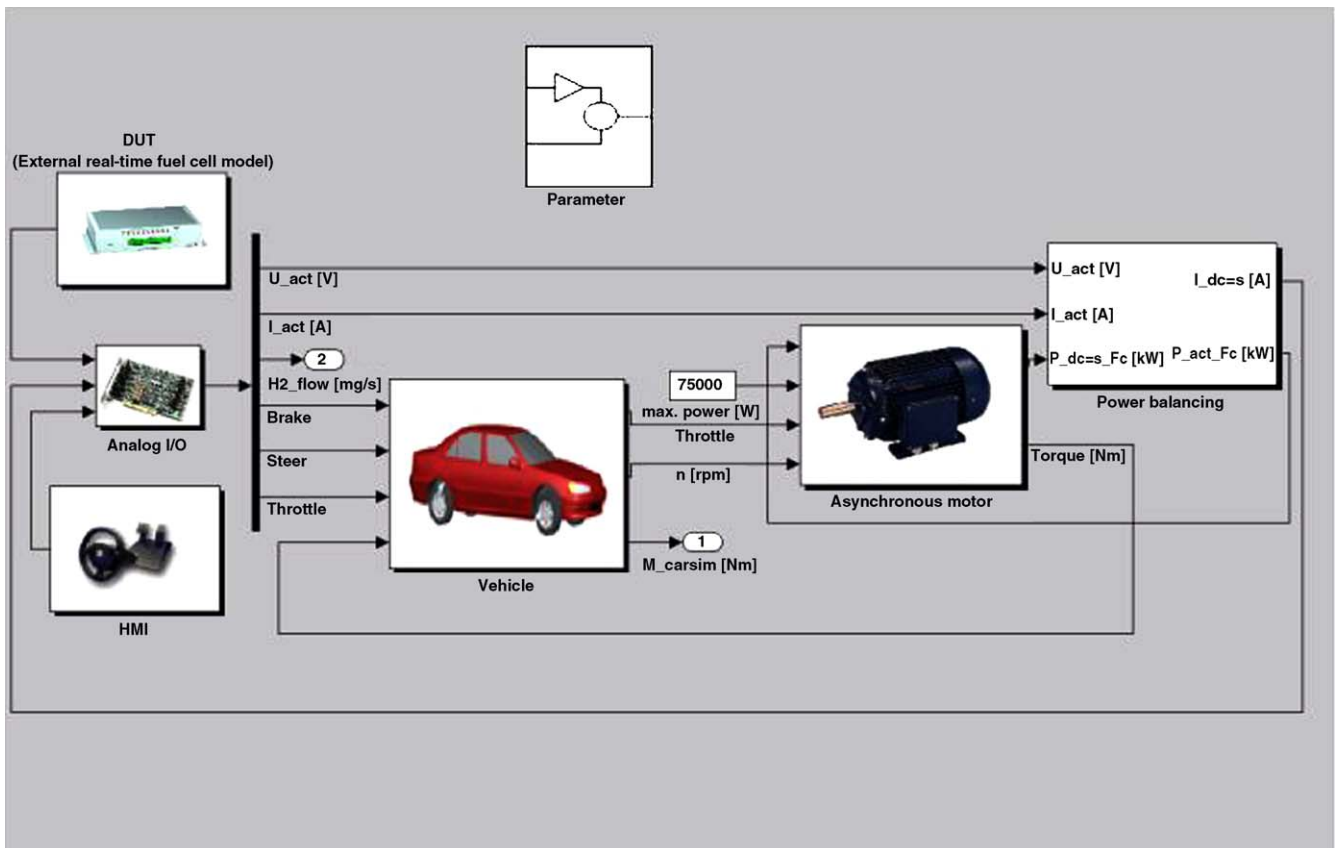 DUT
(External real-time fuel cell model)
Parameter
U_act [V]
I_act [A]
2
H2_flow [mg/s]
Brake
Steer
Throttle
Analog I/O
HMI
Vehicle
75000
max. power [W]
Throttle
n [rpm]
1
M_carsim [Nm]
Asynchronous motor
Torque [Nm]
U_act [V]
I_dc=s [A]
I_act [A]
P_dc=s_Fc [kW]
P_act_Fc [kW]
Power balancing